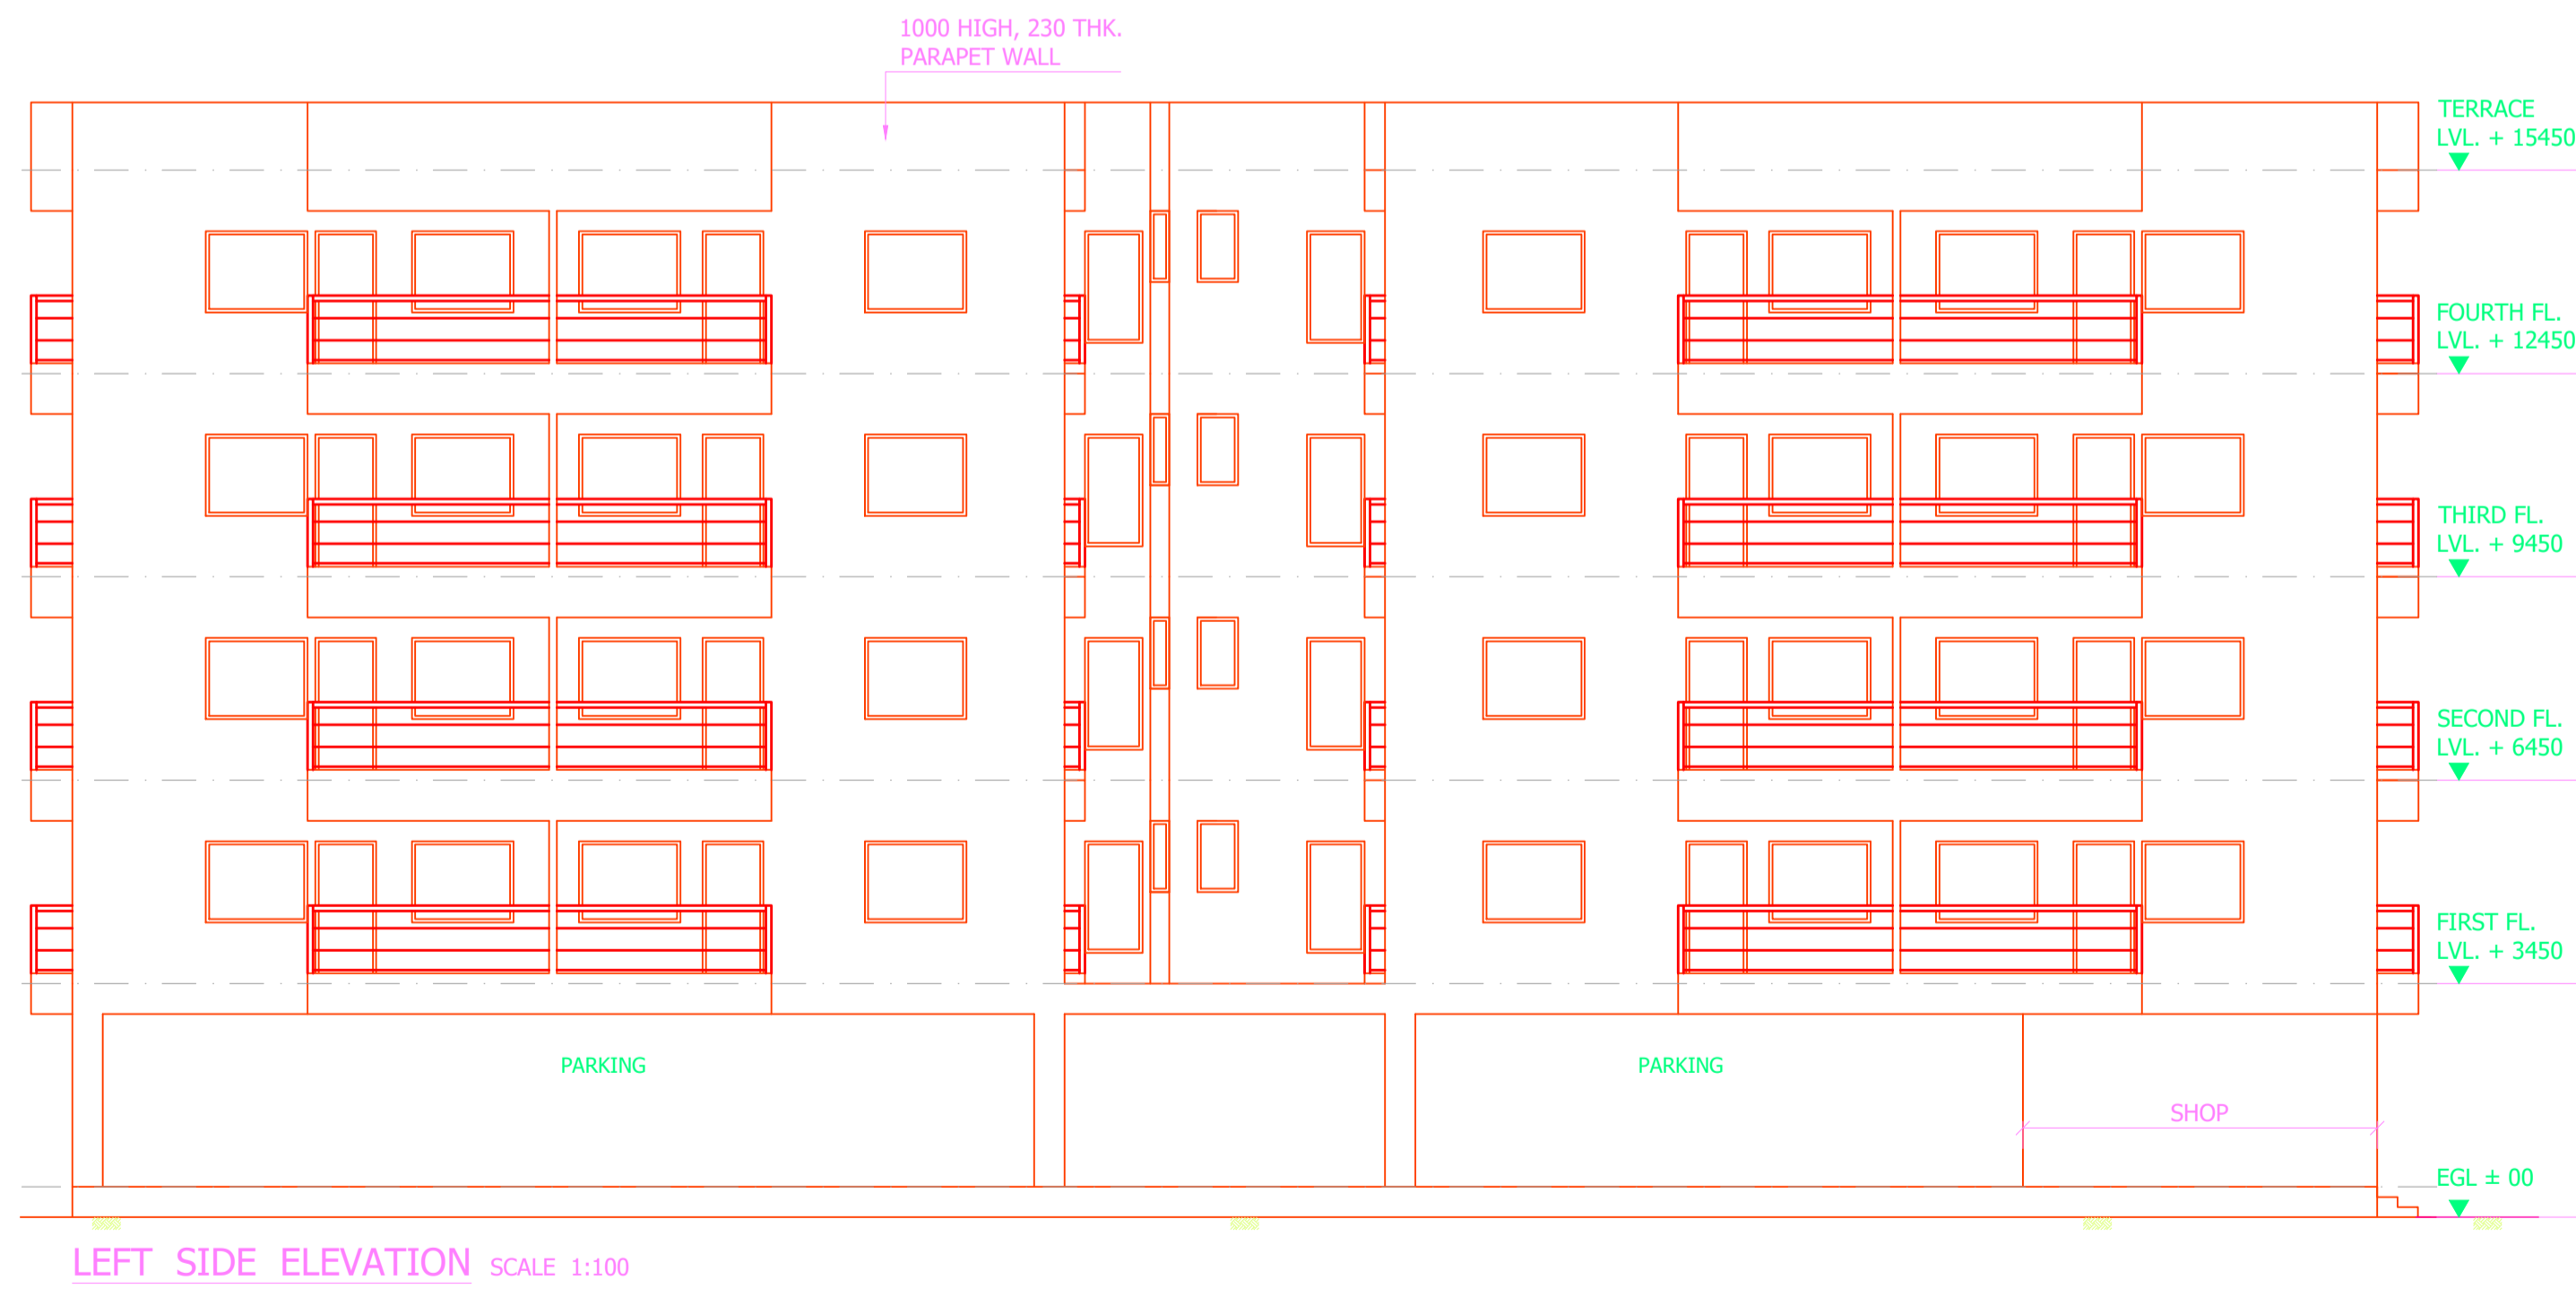 1000 HIGH, 230 THK.
PARAPET WALL
TERRACE
LVL. + 15450
FOURTH FL.
LVL. + 12450
THIRD FL.
LVL. + 9450
SECOND FL.
LVL. + 6450
FIRST FL.
LVL. + 3450
PARKING
PARKING
SHOP
EGL ± 00
LEFT SIDE ELEVATION SCALE 1:100